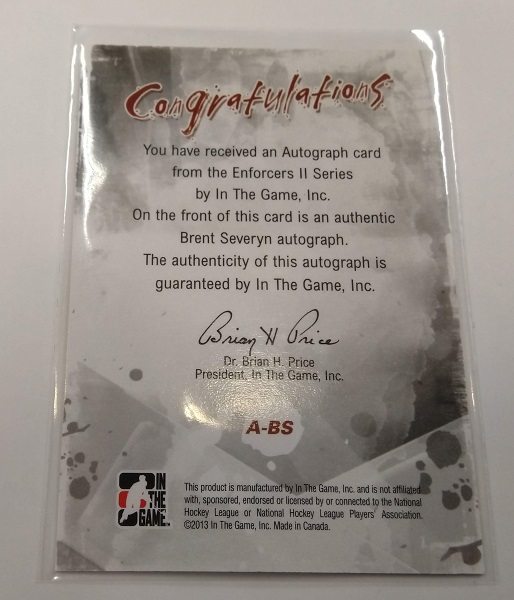 Congratulations
You have received an Autograph card
from the Enforcers II Series
by In The Game, Inc.
On the front of this card is an authentic
Brent Severyn autograph.
The authenticity of this autograph is
guaranteed by In The Game, Inc.
Brian H Price
Dr. Brian H. Price
President, In The Game, Inc.
A-BS
IN
THE
GAME
This product is manufactured by In The Game, Inc. and is not affiliated
with, sponsored, endorsed or licensed by or connected to the National
Hockey League or National Hockey League Players' Association.
©2013 In The Game, Inc. Made in Canada.